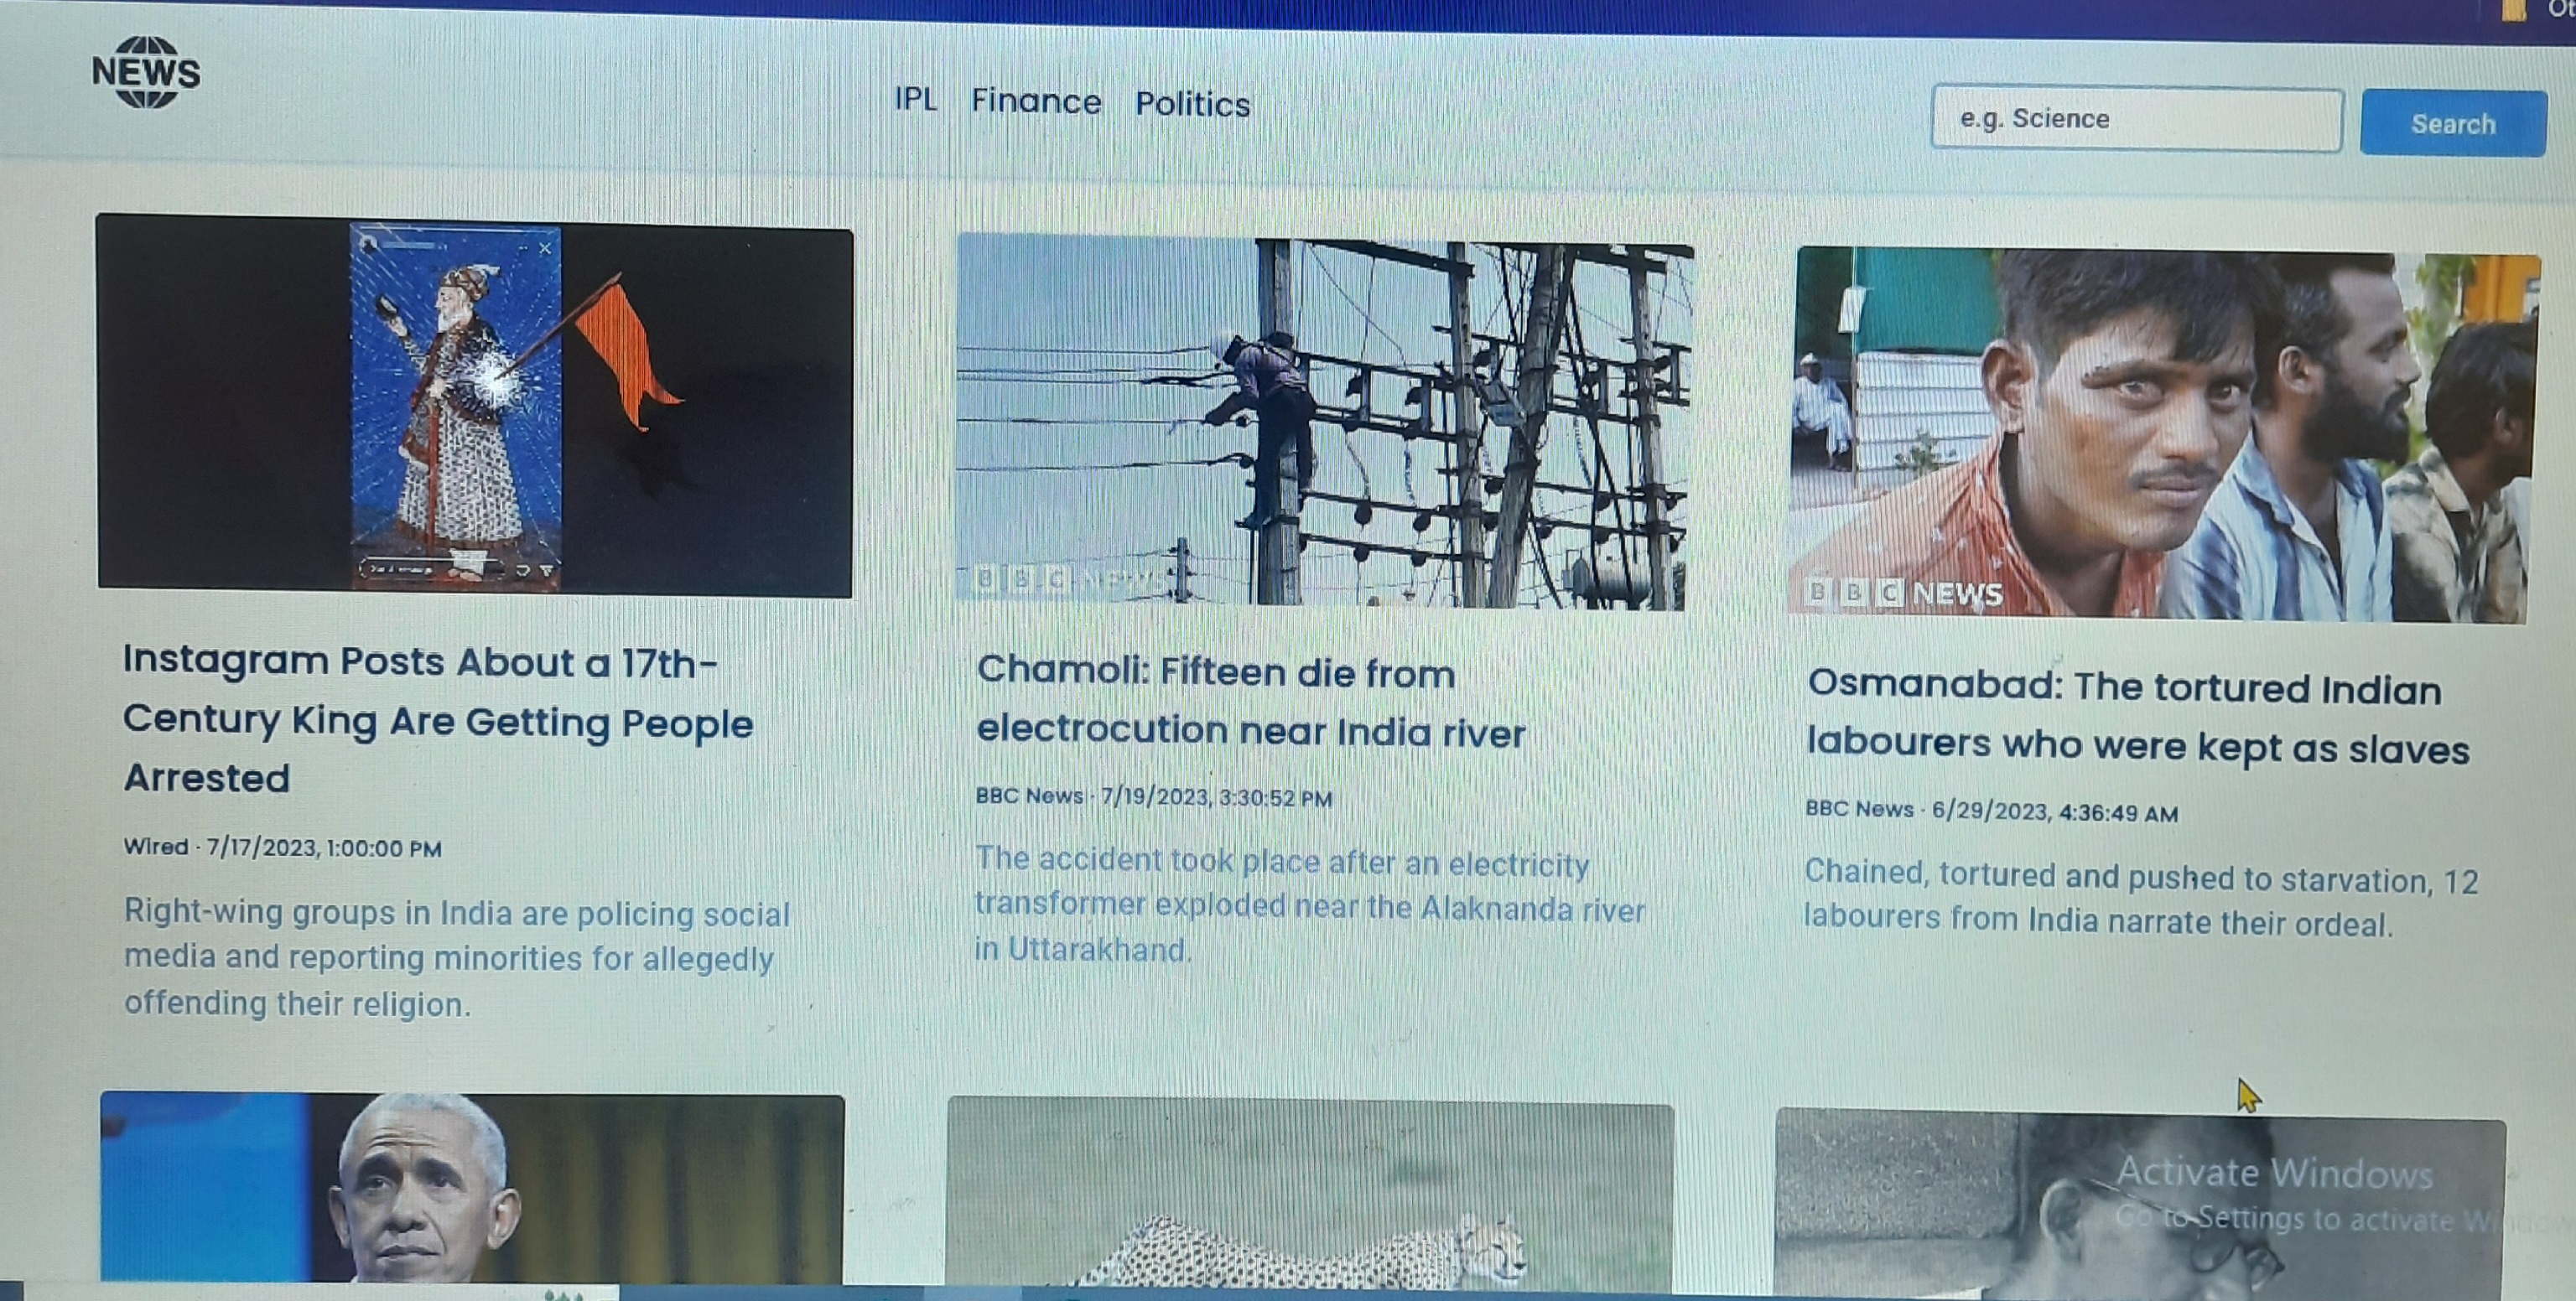 Ot
NEWS
IPL Finance Politics
e.g. Science
Search
BBC NEWS
BBC NEWS
Instagram Posts About a 17th-
Century King Are Getting People
Arrested
Wired · 7/17/2023, 1:00:00 PM
Right-wing groups in India are policing social
media and reporting minorities for allegedly
offending their religion.
Chamoli: Fifteen die from
electrocution near India river
BBC News · 7/19/2023, 3:30:52 PM
The accident took place after an electricity
transformer exploded near the Alaknanda river
in Uttarakhand.
Osmanabad: The tortured Indian
labourers who were kept as slaves
BBC News · 6/29/2023, 4:36:49 AM
Chained, tortured and pushed to starvation, 12
labourers from India narrate their ordeal.
Activate Windows
Go to Settings to activate Windows